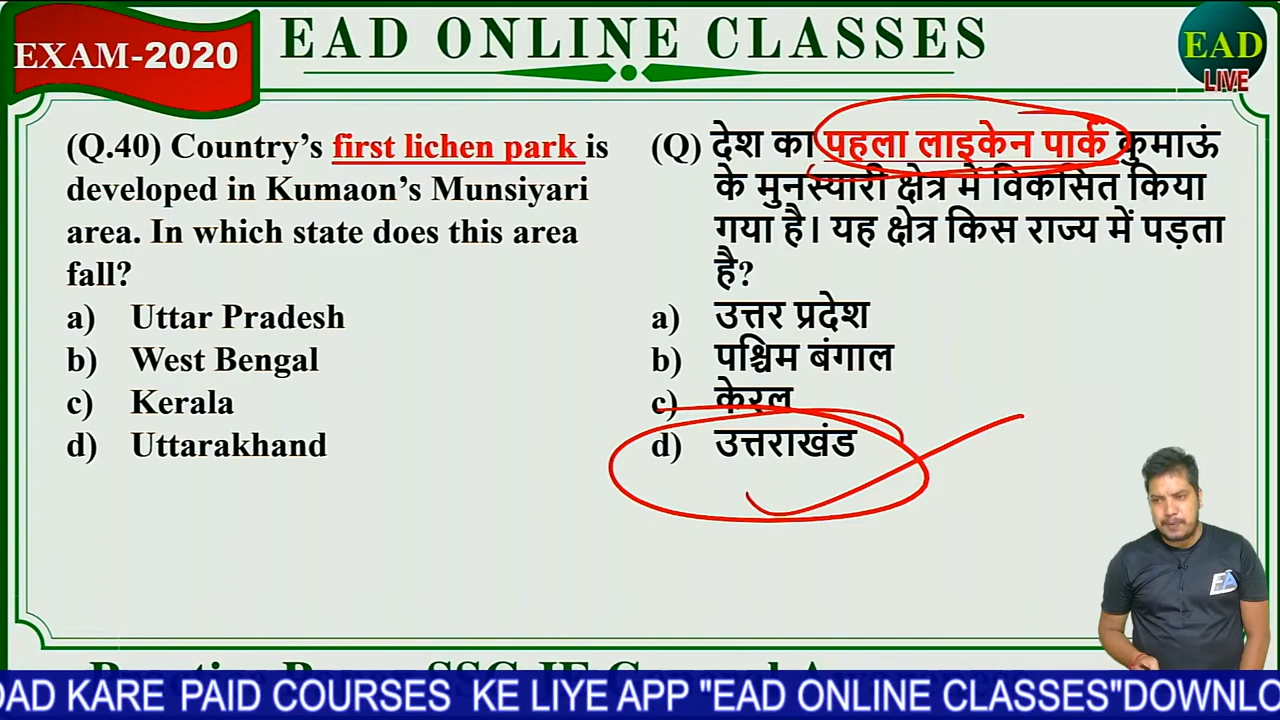 EXAM-2020
EAD ONLINE CLASSES
EAD
LIVE
(Q.40) Country's first lichen park is
developed in Kumaon's Munsiyari
area. In which state does this area
fall?
a) Uttar Pradesh
b) West Bengal
c) Kerala
d) Uttarakhand
(Q) देश का पहला लाइकेन पार्क कुमाऊं
के मुनस्यारी क्षेत्र में विकसित किया
गया है। यह क्षेत्र किस राज्य में पड़ता
है?
a) उत्तर प्रदेश
b) पश्चिम बंगाल
c) केरल
d) उत्तराखंड
OAD KARE PAID COURSES KE LIYE APP "EAD ONLINE CLASSES"DOWNLO